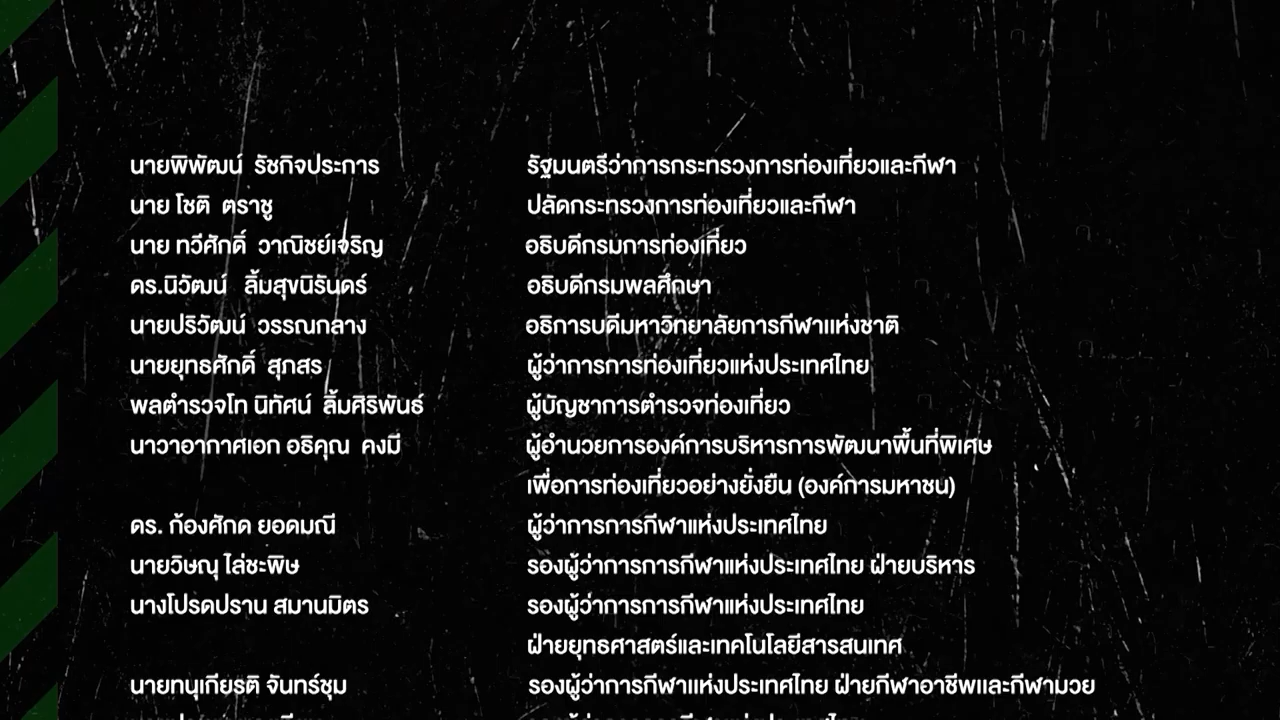 นายพิพัฒน์ รัชกิจประการ รัฐมนตรีว่าการกระทรวงการท่องเที่ยวและกีฬา
นาย โชติ ตราชู ปลัดกระทรวงการท่องเที่ยวและกีฬา
นาย ทวีศักดิ์ วาณิชย์เจริญ อธิบดีกรมการท่องเที่ยว
ดร.นิวัฒน์ ลิ้มสุขนิรันดร์ อธิบดีกรมพลศึกษา
นายปริวัฒน์ วรรณกลาง อธิการบดีมหาวิทยาลัยการกีฬาแห่งชาติ
นายยุทธศักดิ์ สุภสร ผู้ว่าการการท่องเที่ยวแห่งประเทศไทย
พลตำรวจโท นิทัศน์ ลิ้มศิริพันธ์ ผู้บัญชาการตำรวจท่องเที่ยว
นาวาอากาศเอก อธิคุณ คงมี ผู้อำนวยการองค์การบริหารการพัฒนาพื้นที่พิเศษ
เพื่อการท่องเที่ยวอย่างยั่งยืน (องค์การมหาชน)
ดร. ก้องศักด ยอดมณี ผู้ว่าการการกีฬาแห่งประเทศไทย
นายวิษณุ ไล่ชะพิษ รองผู้ว่าการการกีฬาแห่งประเทศไทย ฝ่ายบริหาร
นางโปรดปราน สมานมิตร รองผู้ว่าการการกีฬาแห่งประเทศไทย
ฝ่ายยุทธศาสตร์และเทคโนโลยีสารสนเทศ
นายทนุเกียรติ จันทร์ชุม รองผู้ว่าการกีฬาแห่งประเทศไทย ฝ่ายกีฬาอาชีพและกีฬามวย